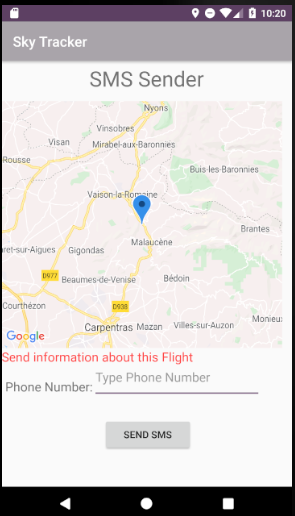 10:20
Sky Tracker
SMS Sender
Nyons
Vinsobres
Visan
Mirabel-aux-Baronnies
Rousse
Buis-les-Baronnies
Vaison-la-Romaine
Brantes
Malaucène
aret-sur-Aigues
Gigondas
D977
Beaumes-de-Venise
Bédoin
Courthézon
D938
Monieux
Carpentras
Mazan
Villes-sur-Auzon
Google
Send information about this Flight
Phone Number:
Type Phone Number
SEND SMS